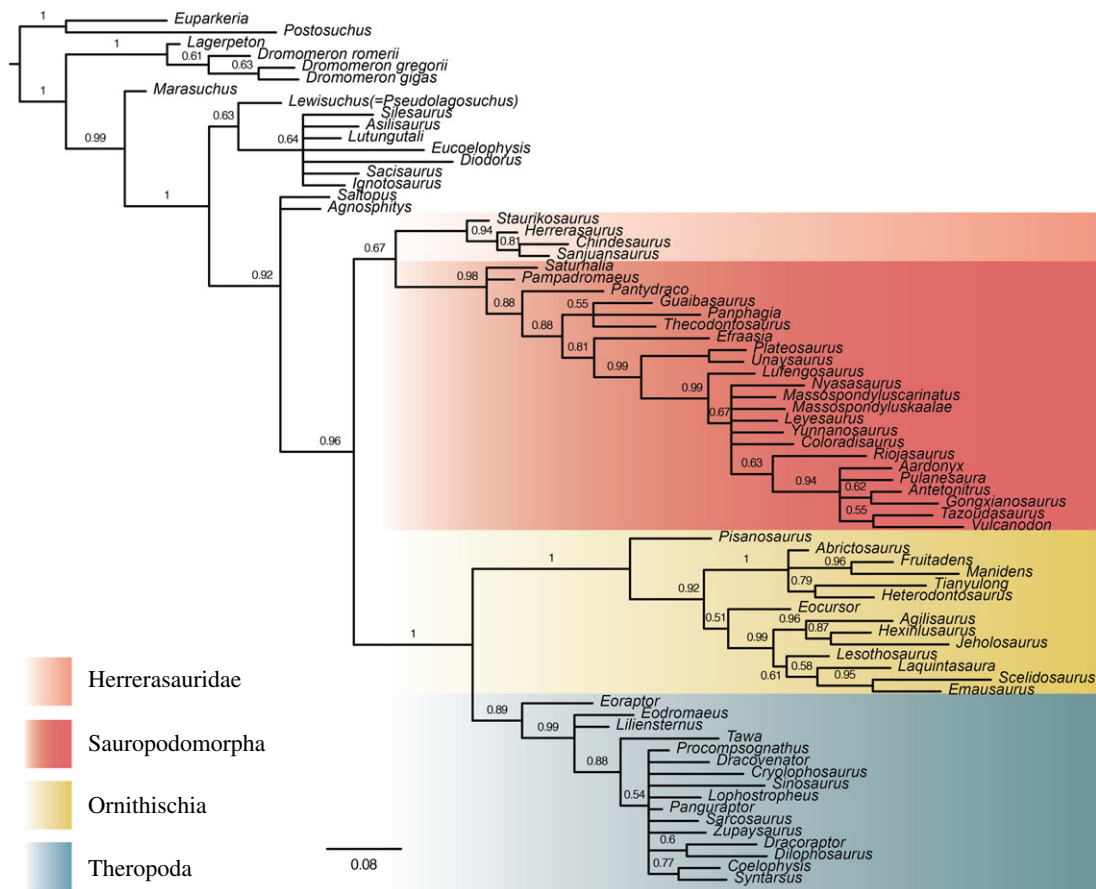 1
Euparkeria
Postosuchus
1
Lagerpeton
0.61
Dromomeron romerii
0.63
Dromomeron gregorii
Dromomeron gigas
1
Marasuchus
0.99
Lewisuchus(=Pseudolagosuchus)
0.63
Silesaurus
Asilisaurus
0.64
Lutungutali
Eucoelophysis
Diodorus
Sacisaurus
1
Ignotosaurus
Saltopus
Agnosphitys
Staurikosaurus
0.94
Herrerasaurus
0.67
0.81
Chindesaurus
Sanjuansaurus
0.92
0.98
Saturnalia
Pampadromaeus
0.88
Pantydraco
0.55
Guaibasaurus
Panphagia
0.88
Thecodontosaurus
0.81
Efraasia
Plateosaurus
0.99
Unaysaurus
Lufengosaurus
0.99
Nyasasaurus
Massospondyluscarinatus
0.67
Massospondyluskaalae
Leyesaurus
Yunnanosaurus
0.96
Coloradisaurus
0.63
Riojasaurus
0.94
Aardonyx
Pulanesaura
0.62
Antetonitrus
Gongxianosaurus
0.55
Tazoudasaurus
Vulcanodon
Pisanosaurus
1
1
Abrictosaurus
0.96
Fruitadens
Manidens
0.92
0.79
Tianyulong
Heterodontosaurus
0.51
Eocursor
0.96
Agilisaurus
0.87
Hexinlusaurus
1
0.99
Jeholosaurus
Lesothosaurus
0.61
0.58
Laquintasaura
0.95
Scelidosaurus
Emausaurus
0.89
Eoraptor
0.99
Eodromaeus
Liliensternus
0.88
Tawa
Procompsognathus
Dracovenator
Cryolophosaurus
Sinosaurus
0.54
Lophostropheus
Panguraptor
Sarcosaurus
Zupaysaurus
0.6
Dracoraptor
Dilophosaurus
0.77
Coelophysis
Syntarsus
Herrerasauridae
Sauropodomorpha
Ornithischia
Theropoda
0.08